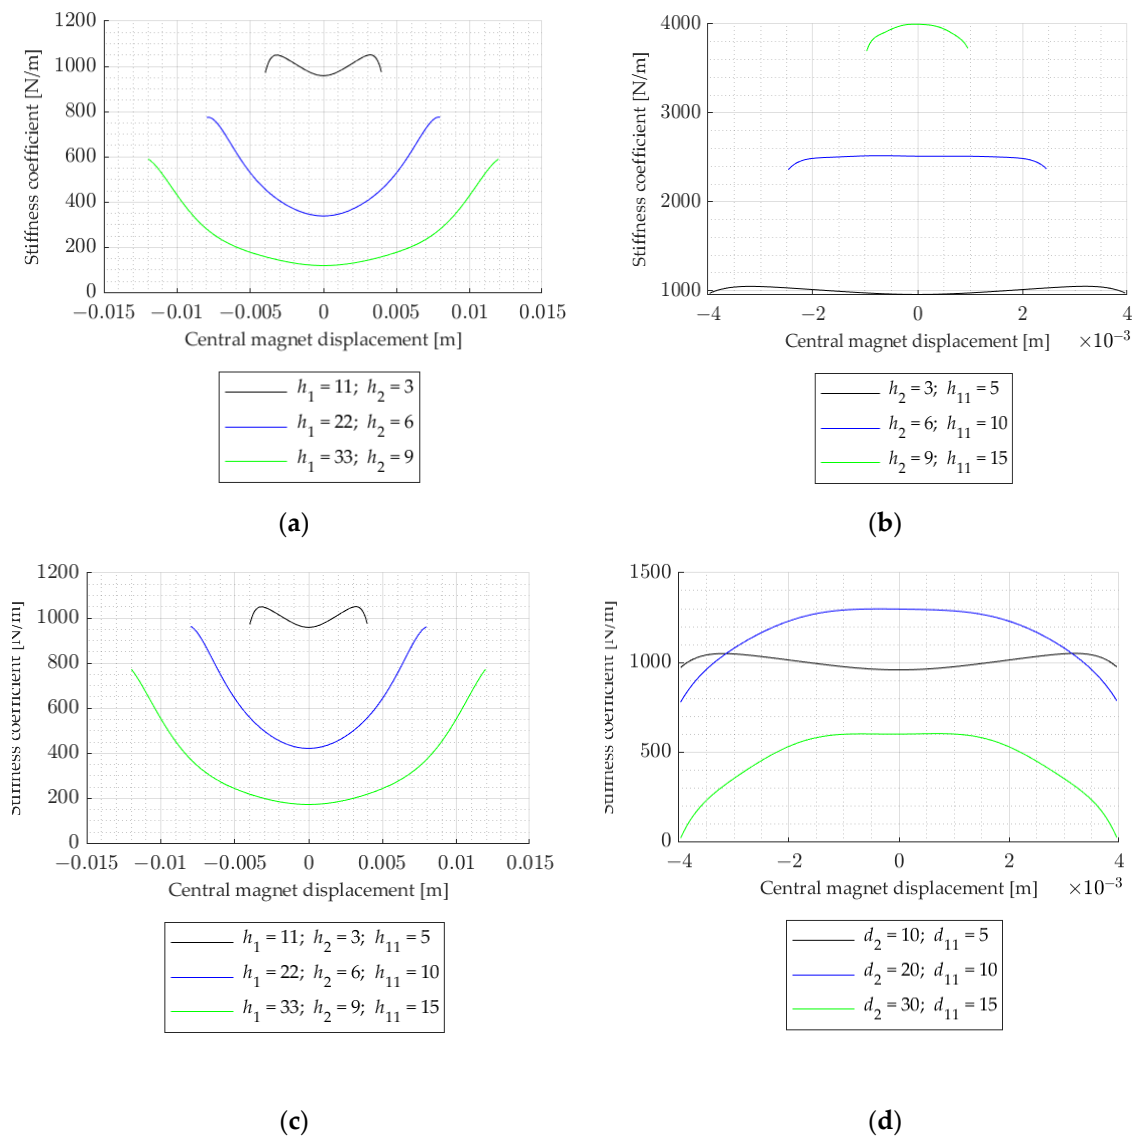 1200
1000
800
600
400
200
0
Stiffness coefficient [N/m]
−0.015 −0.01 −0.005 0 0.005 0.01 0.015
Central magnet displacement [m]
h1 = 11; h2 = 3
h1 = 22; h2 = 6
h1 = 33; h2 = 9
(a)
4000
3000
2000
1000
Stiffness coefficient [N/m]
−4 −2 0 2 4
Central magnet displacement [m] ×10−3
h2 = 3; h11 = 5
h2 = 6; h11 = 10
h2 = 9; h11 = 15
(b)
1200
1000
800
600
400
200
0
Stiffness coefficient [N/m]
−0.015 −0.01 −0.005 0 0.005 0.01 0.015
Central magnet displacement [m]
h1 = 11; h2 = 3; h11 = 5
h1 = 22; h2 = 6; h11 = 10
h1 = 33; h2 = 9; h11 = 15
(c)
1500
1000
500
0
Stiffness coefficient [N/m]
−4 −2 0 2 4
Central magnet displacement [m] ×10−3
d2 = 10; d11 = 5
d2 = 20; d11 = 10
d2 = 30; d11 = 15
(d)